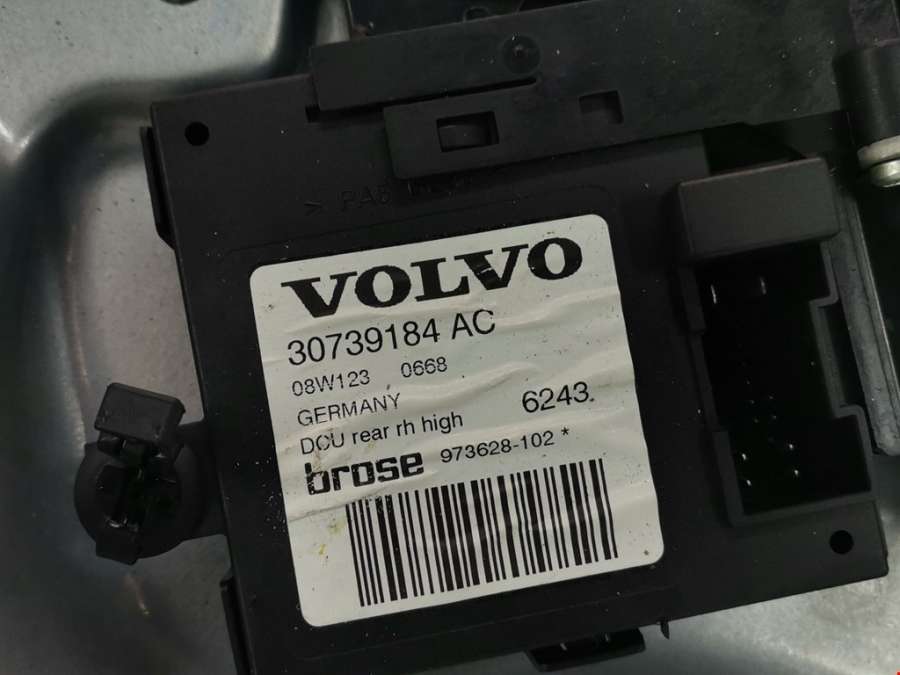 VOLVO
30739184 AC
08W123 0668
GERMANY
DCU rear rh high 6243.
brose 973628-102 *